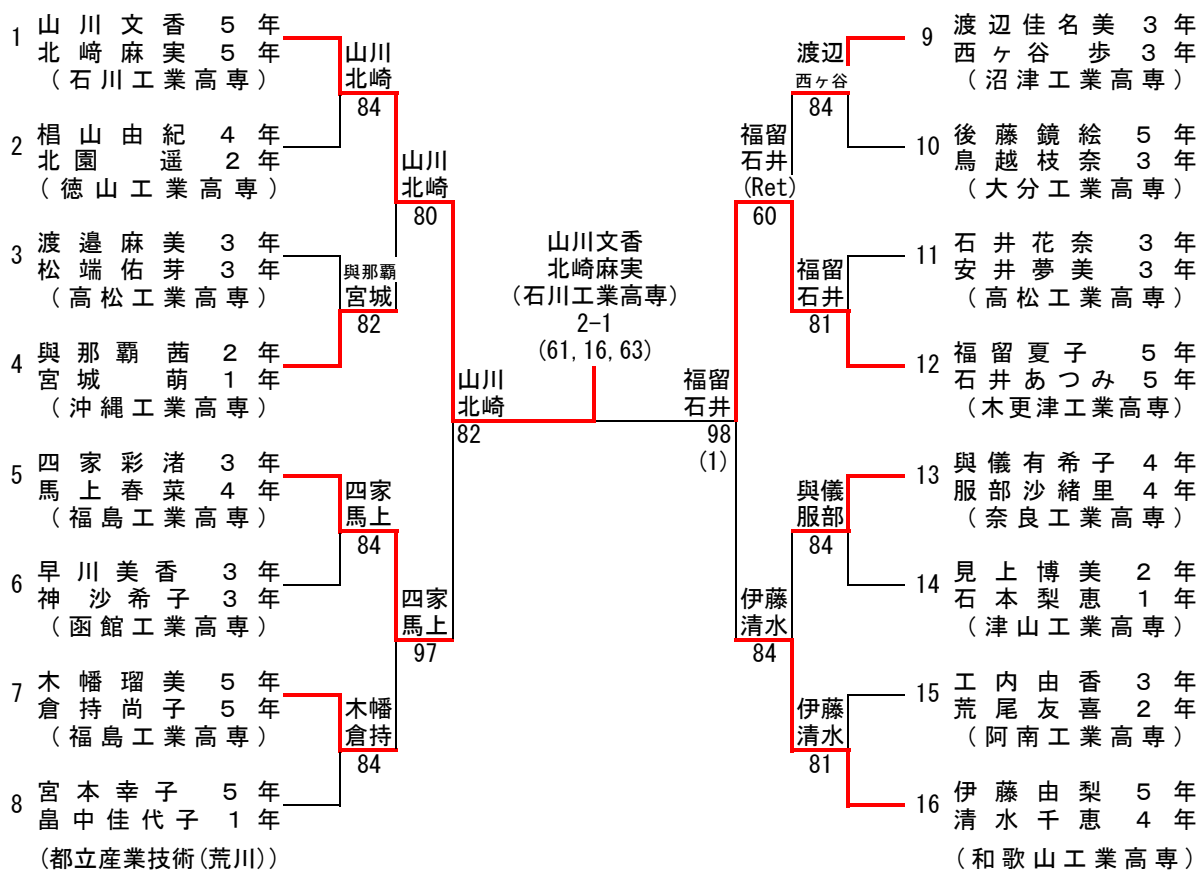 1 山川文香 5年
北﨑麻実 5年
(石川工業高専)
2 椙山由紀 4年
北園 遥 2年
(徳山工業高専)
3 渡邉麻美 3年
松端佑芽 3年
(高松工業高専)
4 與那覇茜 2年
宮城 萌 1年
(沖縄工業高専)
5 四家彩渚 3年
馬上春菜 4年
(福島工業高専)
6 早川美香 3年
神沙希子 3年
(函館工業高専)
7 木幡瑠美 5年
倉持尚子 5年
(福島工業高専)
8 宮本幸子 5年
畠中佳代子 1年
(都立産業技術(荒川))
山川
北崎
84
與那覇
宮城
82
四家
馬上
84
木幡
倉持
84
山川
北崎
80
四家
馬上
97
山川
北崎
82
山川文香
北崎麻実
(石川工業高専)
2-1
(61,16,63)
福留
石井
98
(1)
福留
石井
(Ret)
60
伊藤
清水
84
渡辺
西ヶ谷
84
福留
石井
81
與儀
服部
84
伊藤
清水
81
9 渡辺佳名美 3年
西ヶ谷 歩 3年
(沼津工業高専)
10 後藤鏡絵 5年
鳥越枝奈 3年
(大分工業高専)
11 石井花奈 3年
安井夢美 3年
(高松工業高専)
12 福留夏子 5年
石井あつみ 5年
(木更津工業高専)
13 與儀有希子 4年
服部沙緒里 4年
(奈良工業高専)
14 見上博美 2年
石本梨恵 1年
(津山工業高専)
15 工内由香 3年
荒尾友喜 2年
(阿南工業高専)
16 伊藤由梨 5年
清水千恵 4年
(和歌山工業高専)